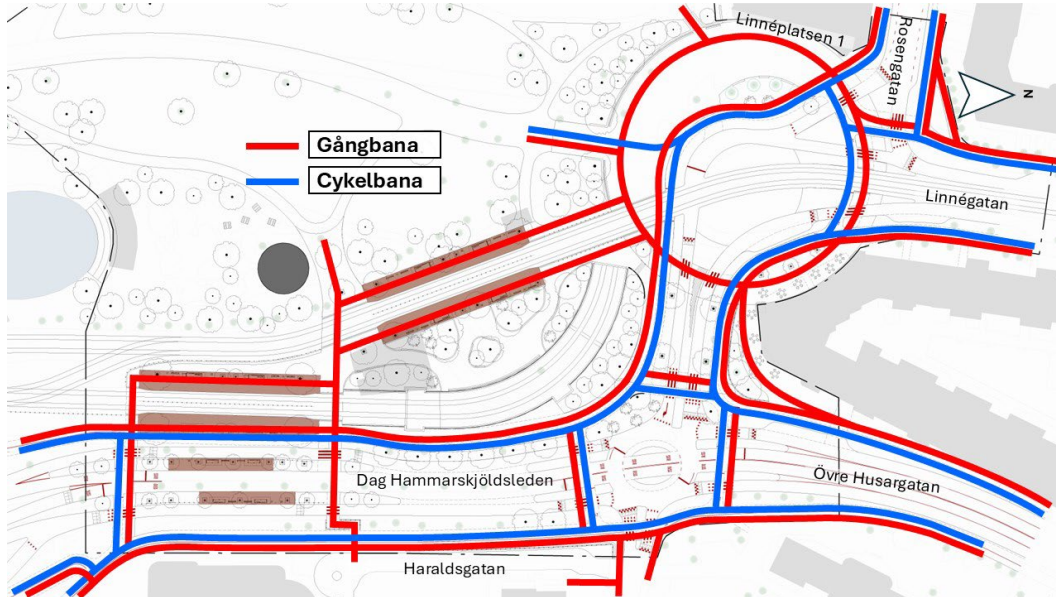 Linnéplatsen 1
Rosengatan
N
Gångbana
Cykelbana
Linnégatan
Dag Hammarskjöldsleden
Övre Husargatan
Haraldsgatan